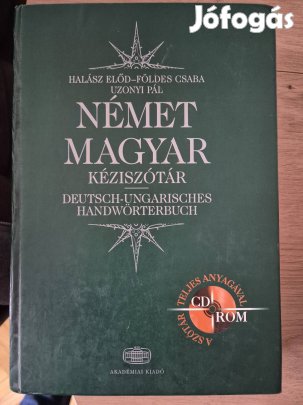 Jófogás
HALÁSZ ELŐD–FÖLDES CSABA
UZONYI PÁL
NÉMET
MAGYAR
KÉZISZÓTÁR
DEUTSCH-UNGARISCHES
HANDWÖRTERBUCH
A SZÓTÁR TELJES ANYAGÁVAL
CD ROM
AKADÉMIAI KIADÓ